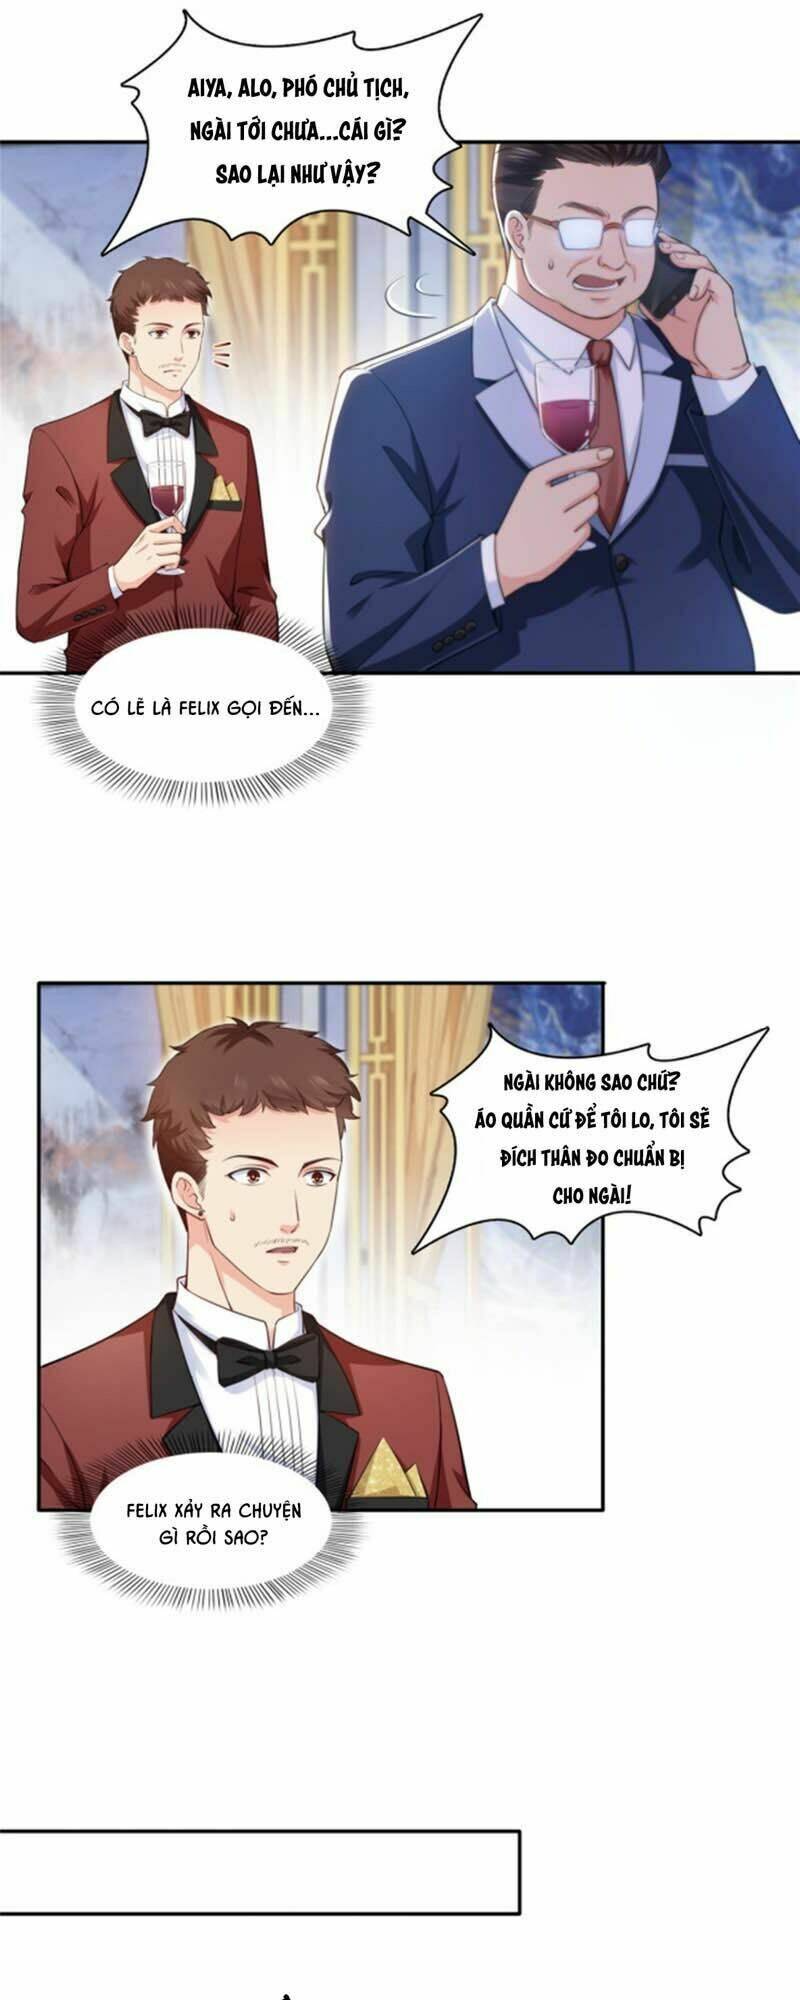 AIYA, ALO, PHÓ CHỦ TỊCH,
NGÀI TỚI CHƯA...CÁI GÌ?
SAO LẠI NHƯ VẬY?
CÓ LẼ LÀ FELIX GỌI ĐẾN...
NGÀI KHÔNG SAO CHỨ?
ÁO QUẦN CỨ ĐỂ TÔI LO, TÔI SẼ
ĐÍCH THÂN ĐO CHUẨN BỊ
CHO NGÀI!
FELIX XẢY RA CHUYỆN
GÌ RỒI SAO?